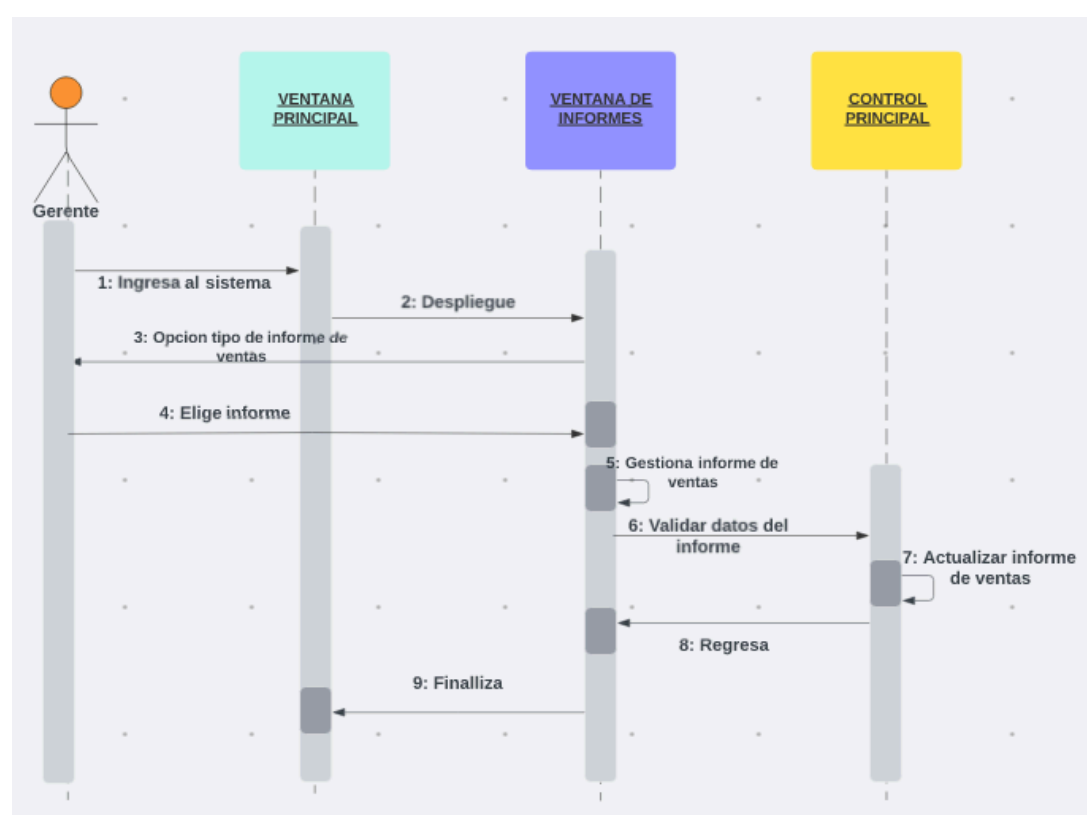 VENTANA
PRINCIPAL
VENTANA DE
INFORMES
CONTROL
PRINCIPAL
Gerente
1: Ingresa al sistema
2: Despliegue
3: Opcion tipo de informe de
ventas
4: Elige informe
5: Gestiona informe de
ventas
6: Validar datos del
informe
7: Actualizar informe
de ventas
8: Regresa
9: Finalliza